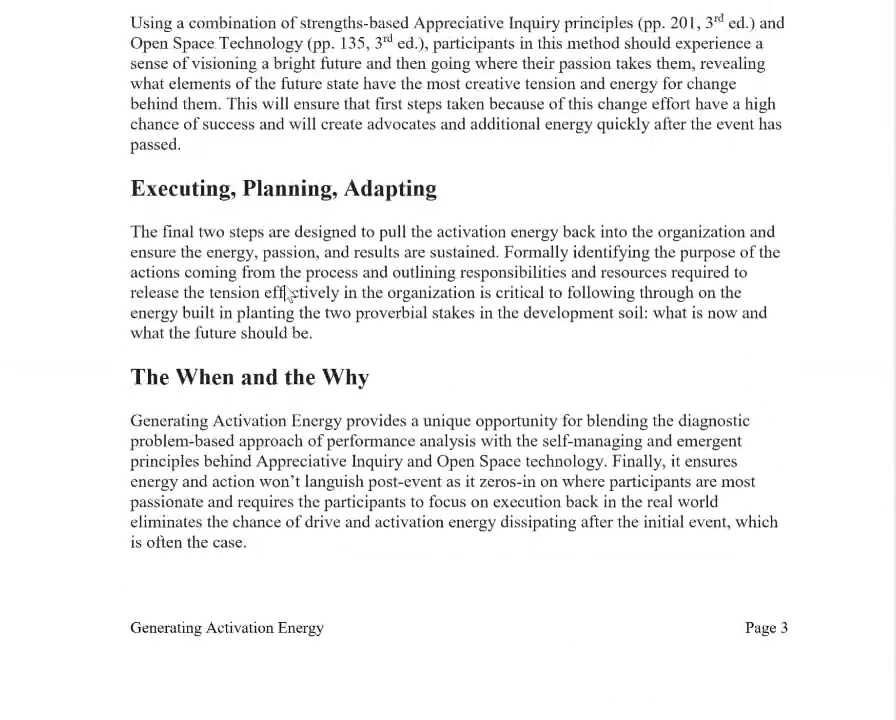 Using a combination of strengths-based Appreciative Inquiry principles (pp. 201, 3rd ed.) and
Open Space Technology (pp. 135, 3rd ed.), participants in this method should experience a
sense of visioning a bright future and then going where their passion takes them, revealing
what elements of the future state have the most creative tension and energy for change
behind them. This will ensure that first steps taken because of this change effort have a high
chance of success and will create advocates and additional energy quickly after the event has
passed.
Executing, Planning, Adapting
The final two steps are designed to pull the activation energy back into the organization and
ensure the energy, passion, and results are sustained. Formally identifying the purpose of the
actions coming from the process and outlining responsibilities and resources required to
release the tension effectively in the organization is critical to following through on the
energy built in planting the two proverbial stakes in the development soil: what is now and
what the future should be.
The When and the Why
Generating Activation Energy provides a unique opportunity for blending the diagnostic
problem-based approach of performance analysis with the self-managing and emergent
principles behind Appreciative Inquiry and Open Space technology. Finally, it ensures
energy and action won't languish post-event as it zeros-in on where participants are most
passionate and requires the participants to focus on execution back in the real world
eliminates the chance of drive and activation energy dissipating after the initial event, which
is often the case.
Generating Activation Energy Page 3